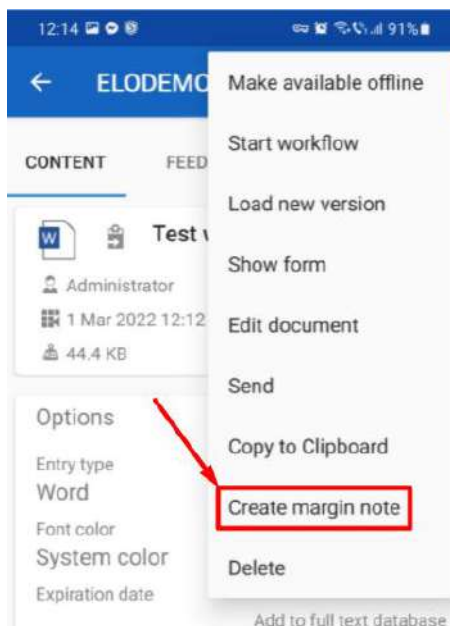 12:14 91%
← ELODEMO
CONTENT FEED
Test
Administrator
1 Mar 2022 12:12
44.4 KB
Options
Entry type
Word
Font color
System color
Expiration date
Make available offline
Start workflow
Load new version
Show form
Edit document
Send
Copy to Clipboard
Create margin note
Delete
Add to full text database